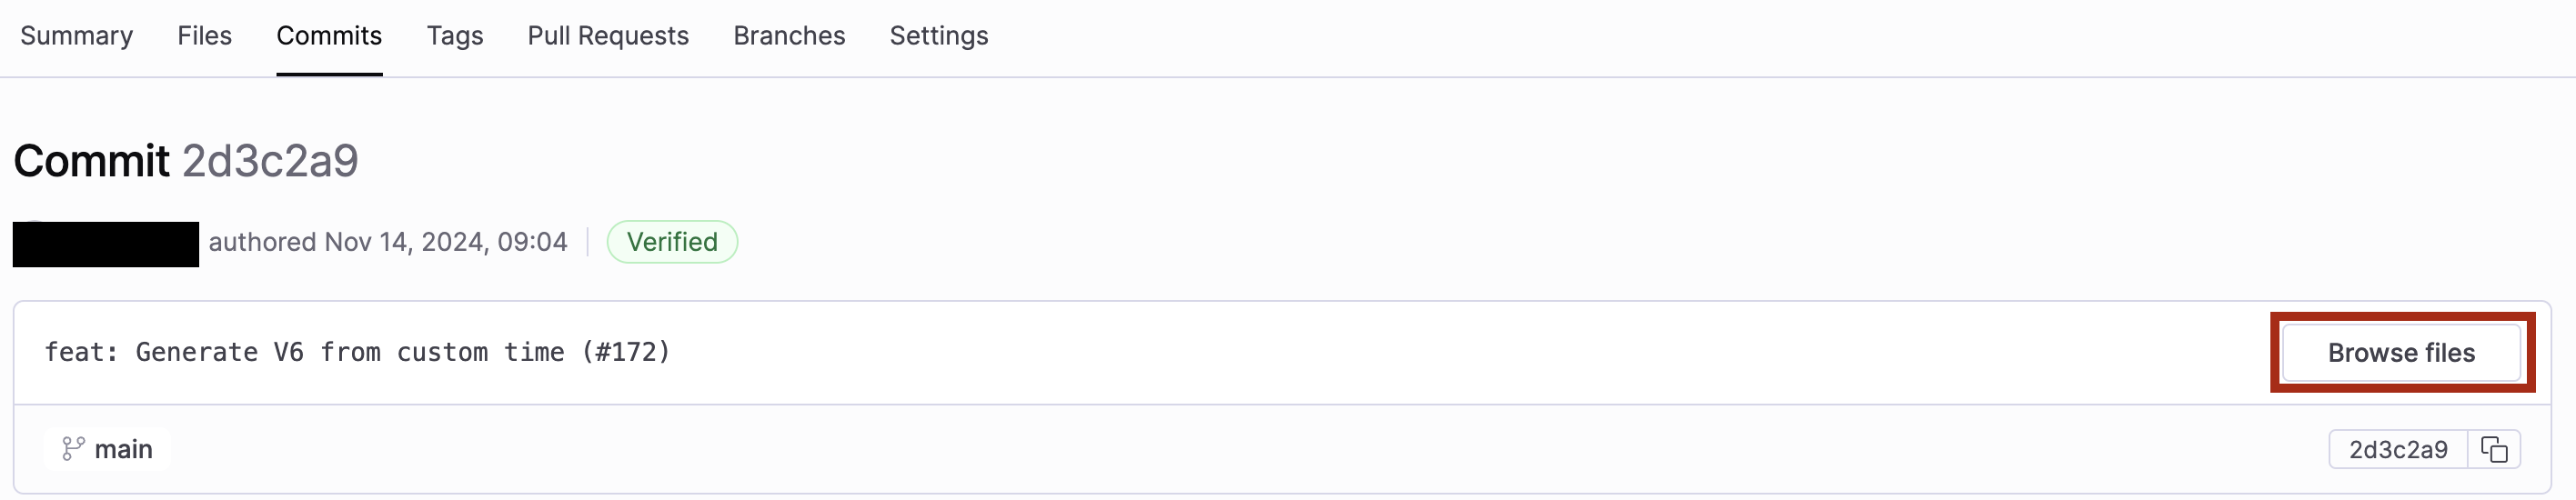 Summary Files Commits Tags Pull Requests Branches Settings
Commit 2d3c2a9
authored Nov 14, 2024, 09:04 Verified
feat: Generate V6 from custom time (#172) Browse files
main 2d3c2a9